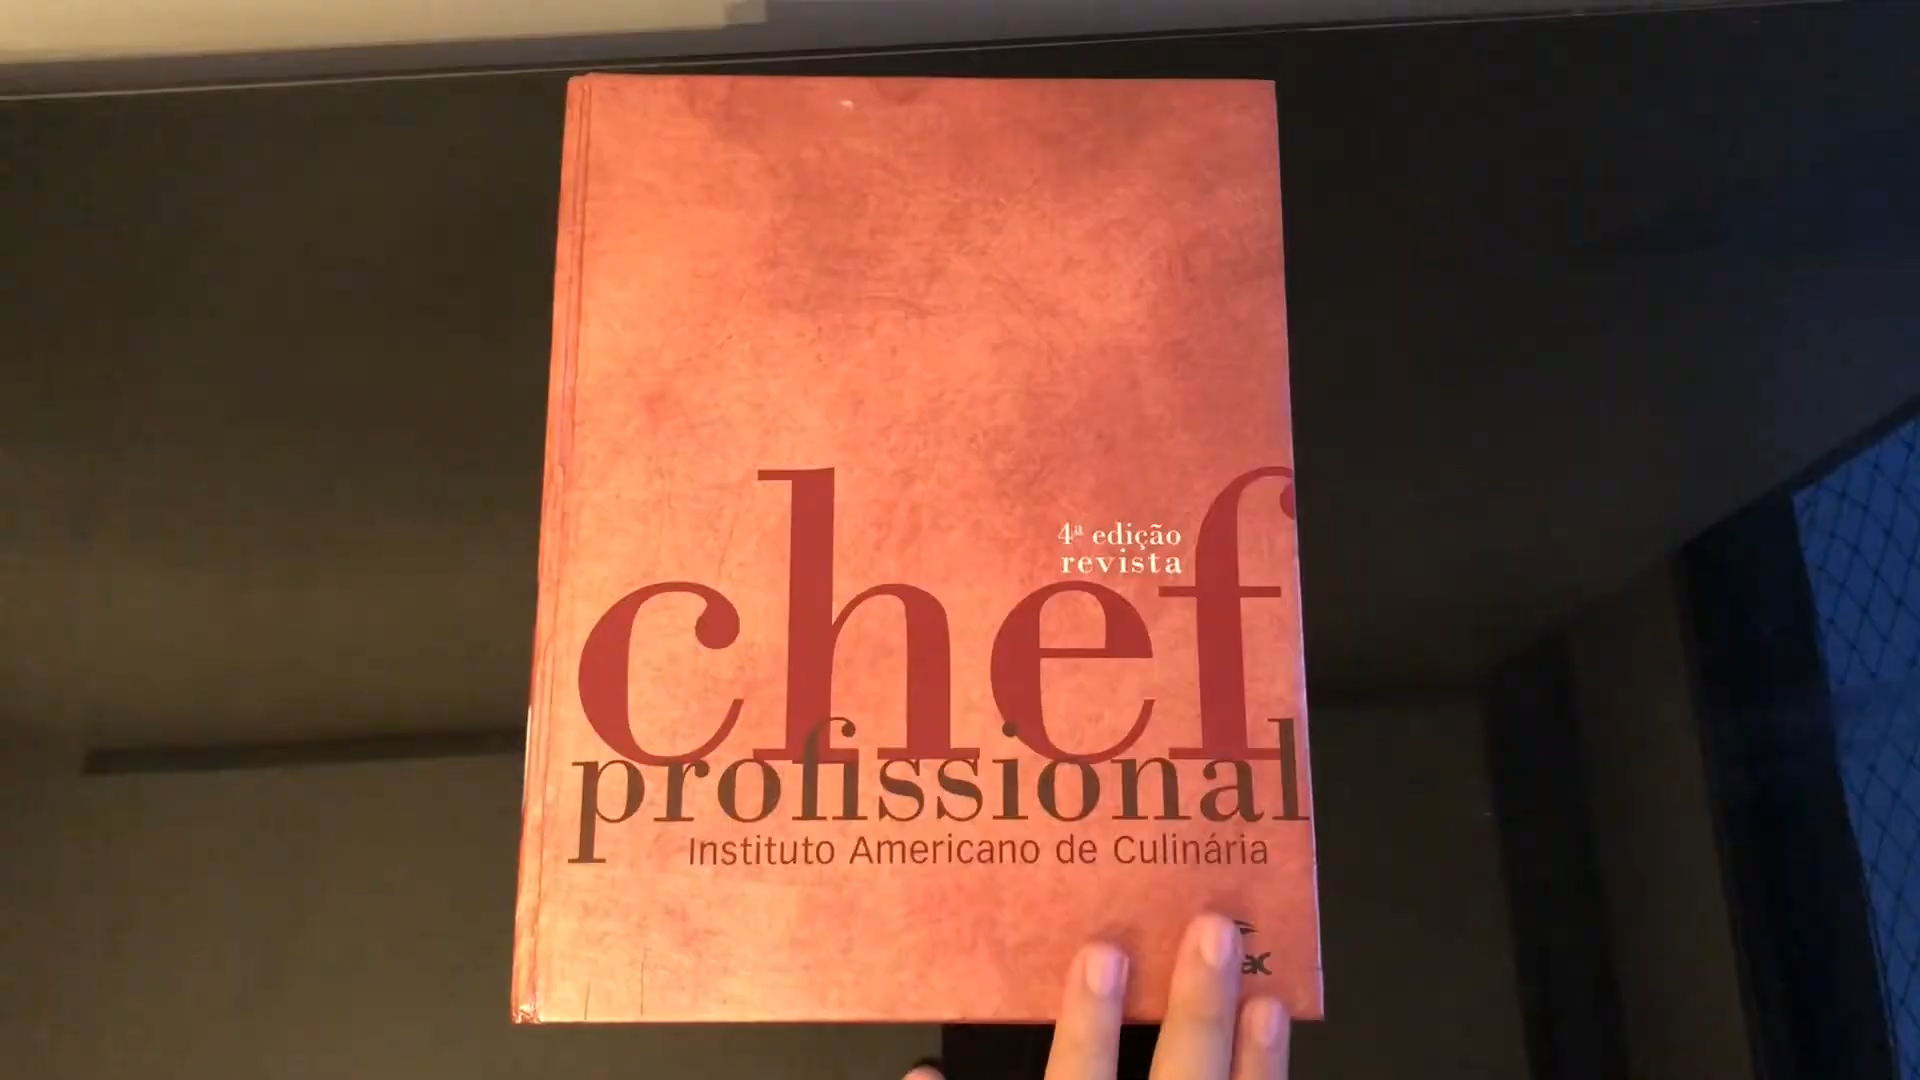 4ª edição
revista
chef
profissional
Instituto Americano de Culinária